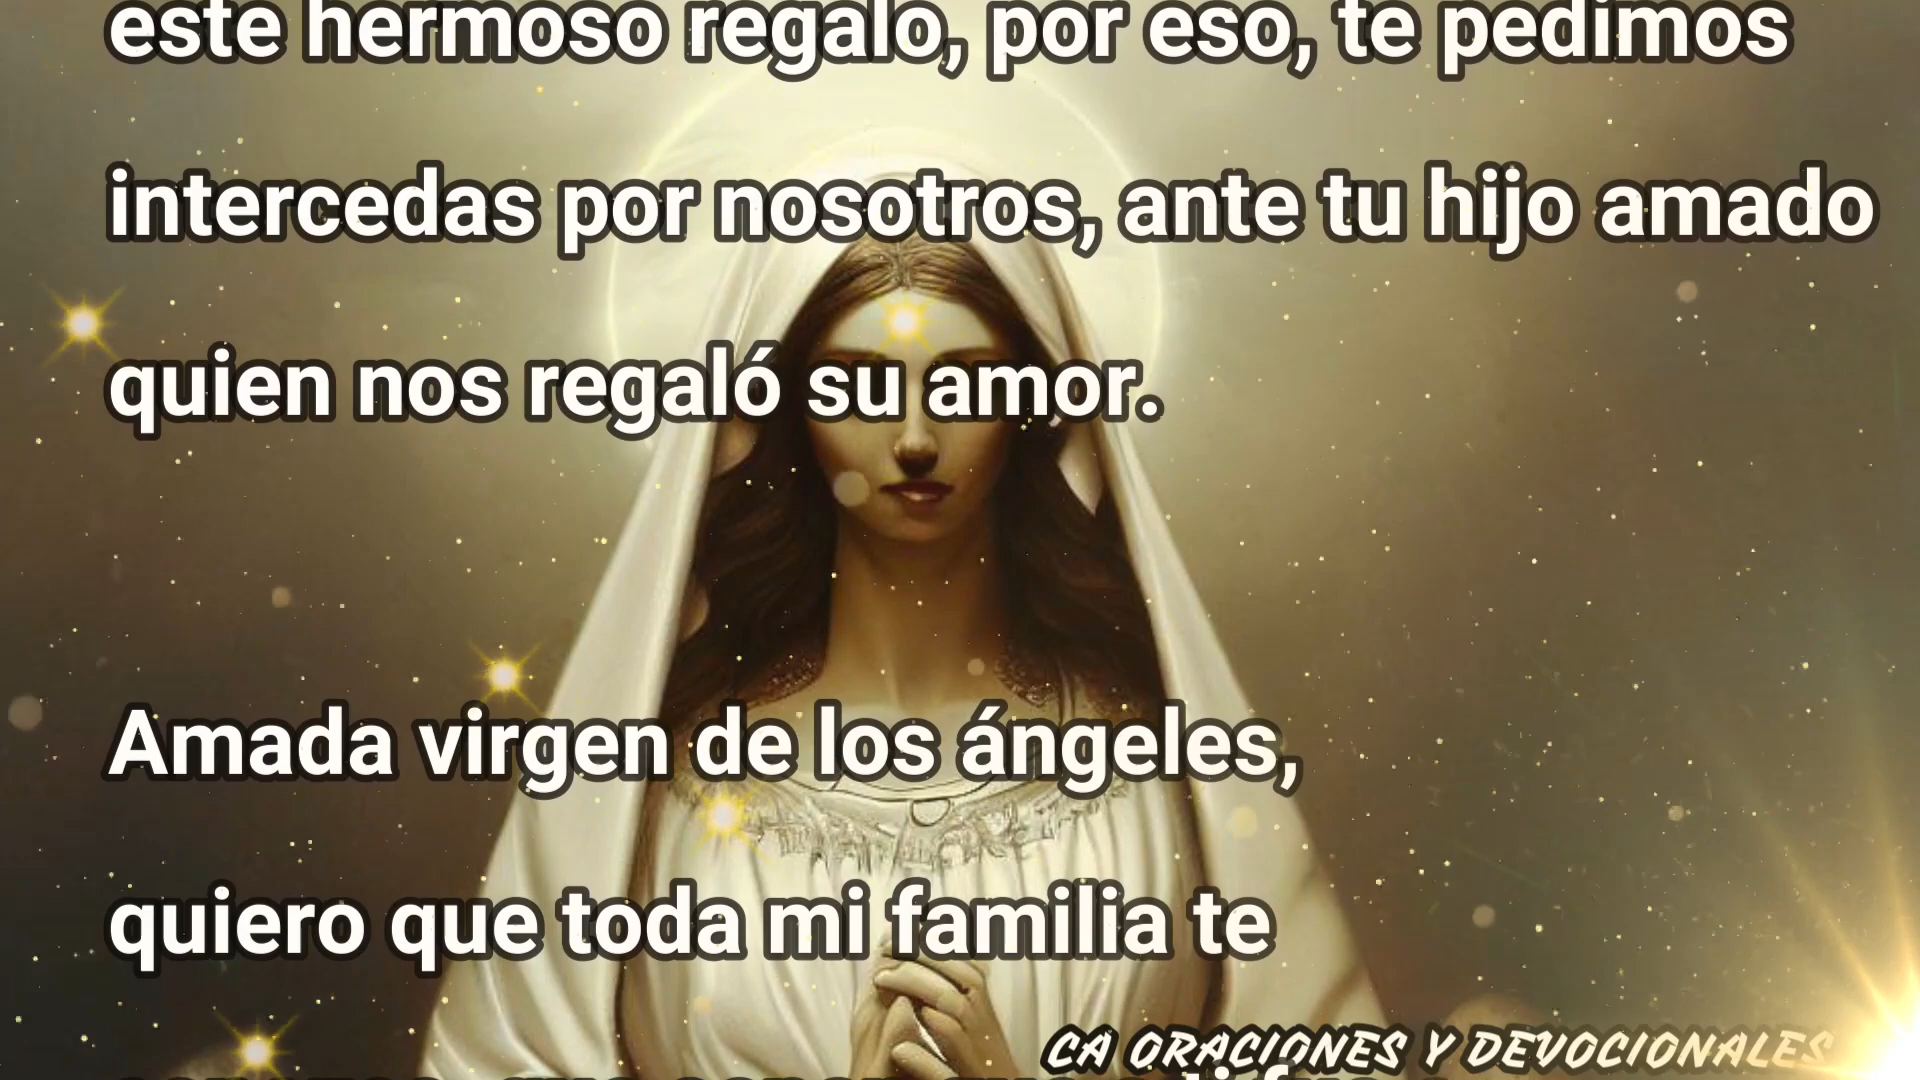 este hermoso regalo, por eso, te pedimos
intercedas por nosotros, ante tu hijo amado
quien nos regaló su amor.
Amada virgen de los ángeles,
quiero que toda mi familia te
CA ORACIONES Y DEVOCIONALES